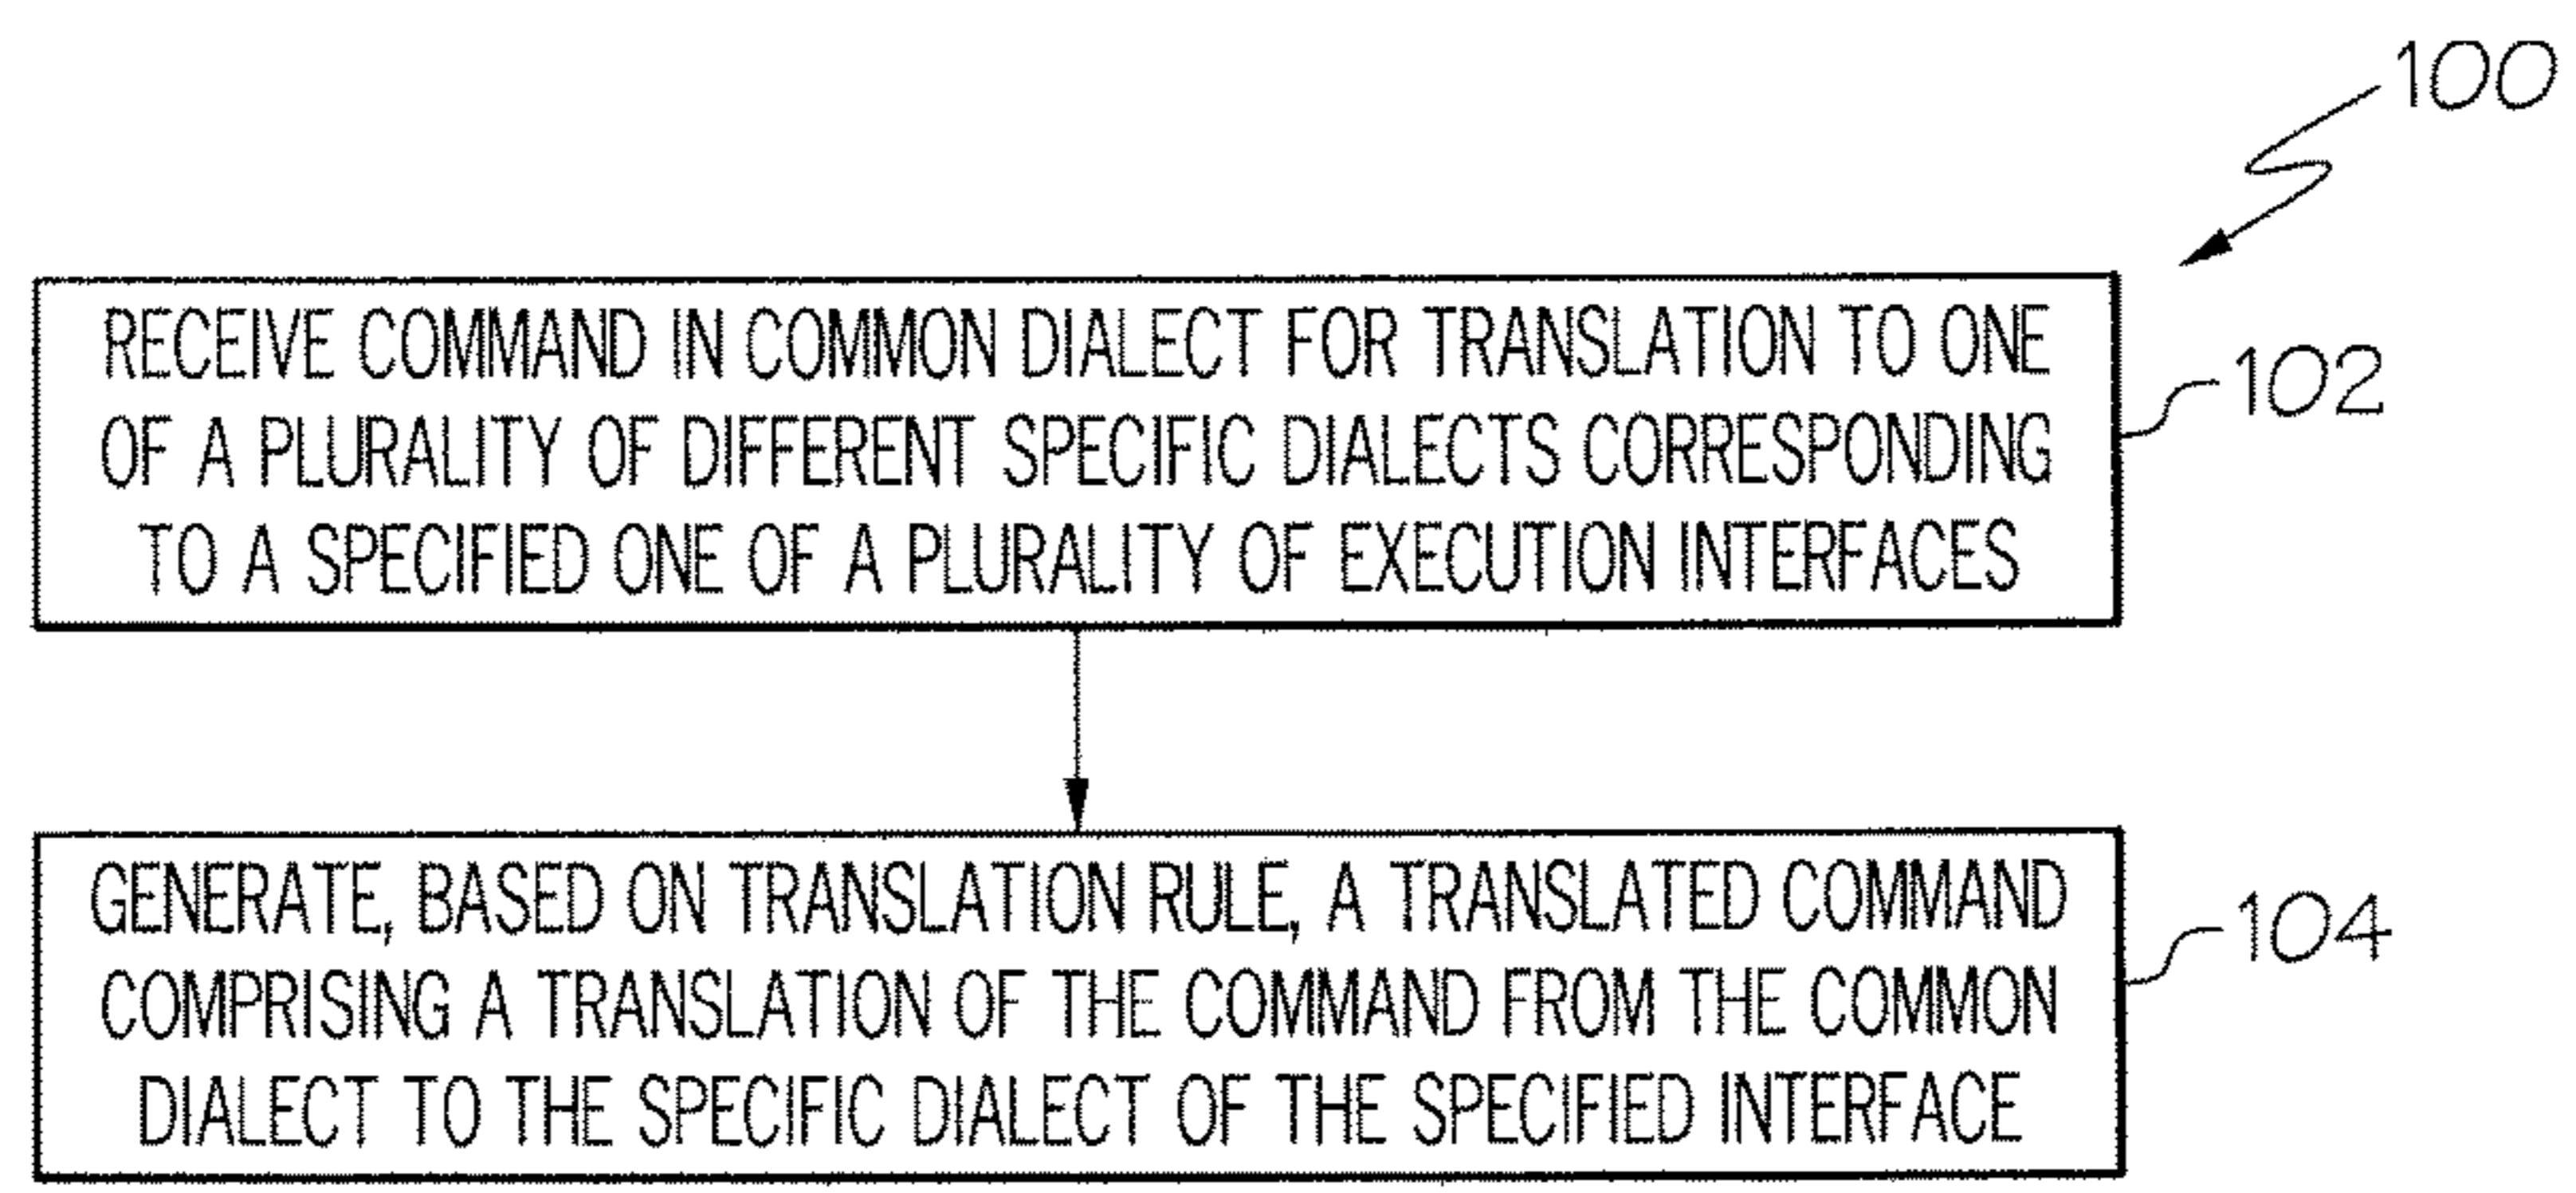 100
RECEIVE COMMAND IN COMMON DIALECT FOR TRANSLATION TO ONE
OF A PLURALITY OF DIFFERENT SPECIFIC DIALECTS CORRESPONDING
TO A SPECIFIED ONE OF A PLURALITY OF EXECUTION INTERFACES
102
GENERATE, BASED ON TRANSLATION RULE, A TRANSLATED COMMAND
COMPRISING A TRANSLATION OF THE COMMAND FROM THE COMMON
DIALECT TO THE SPECIFIC DIALECT OF THE SPECIFIED INTERFACE
104